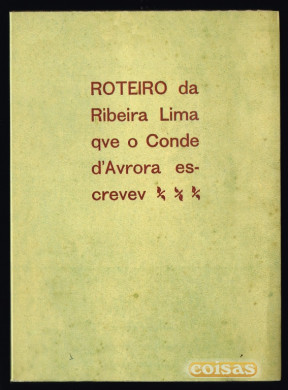 ROTEIRO da
Ribeira Lima
qve o Conde
d'Avrora es-
crevev
coisas